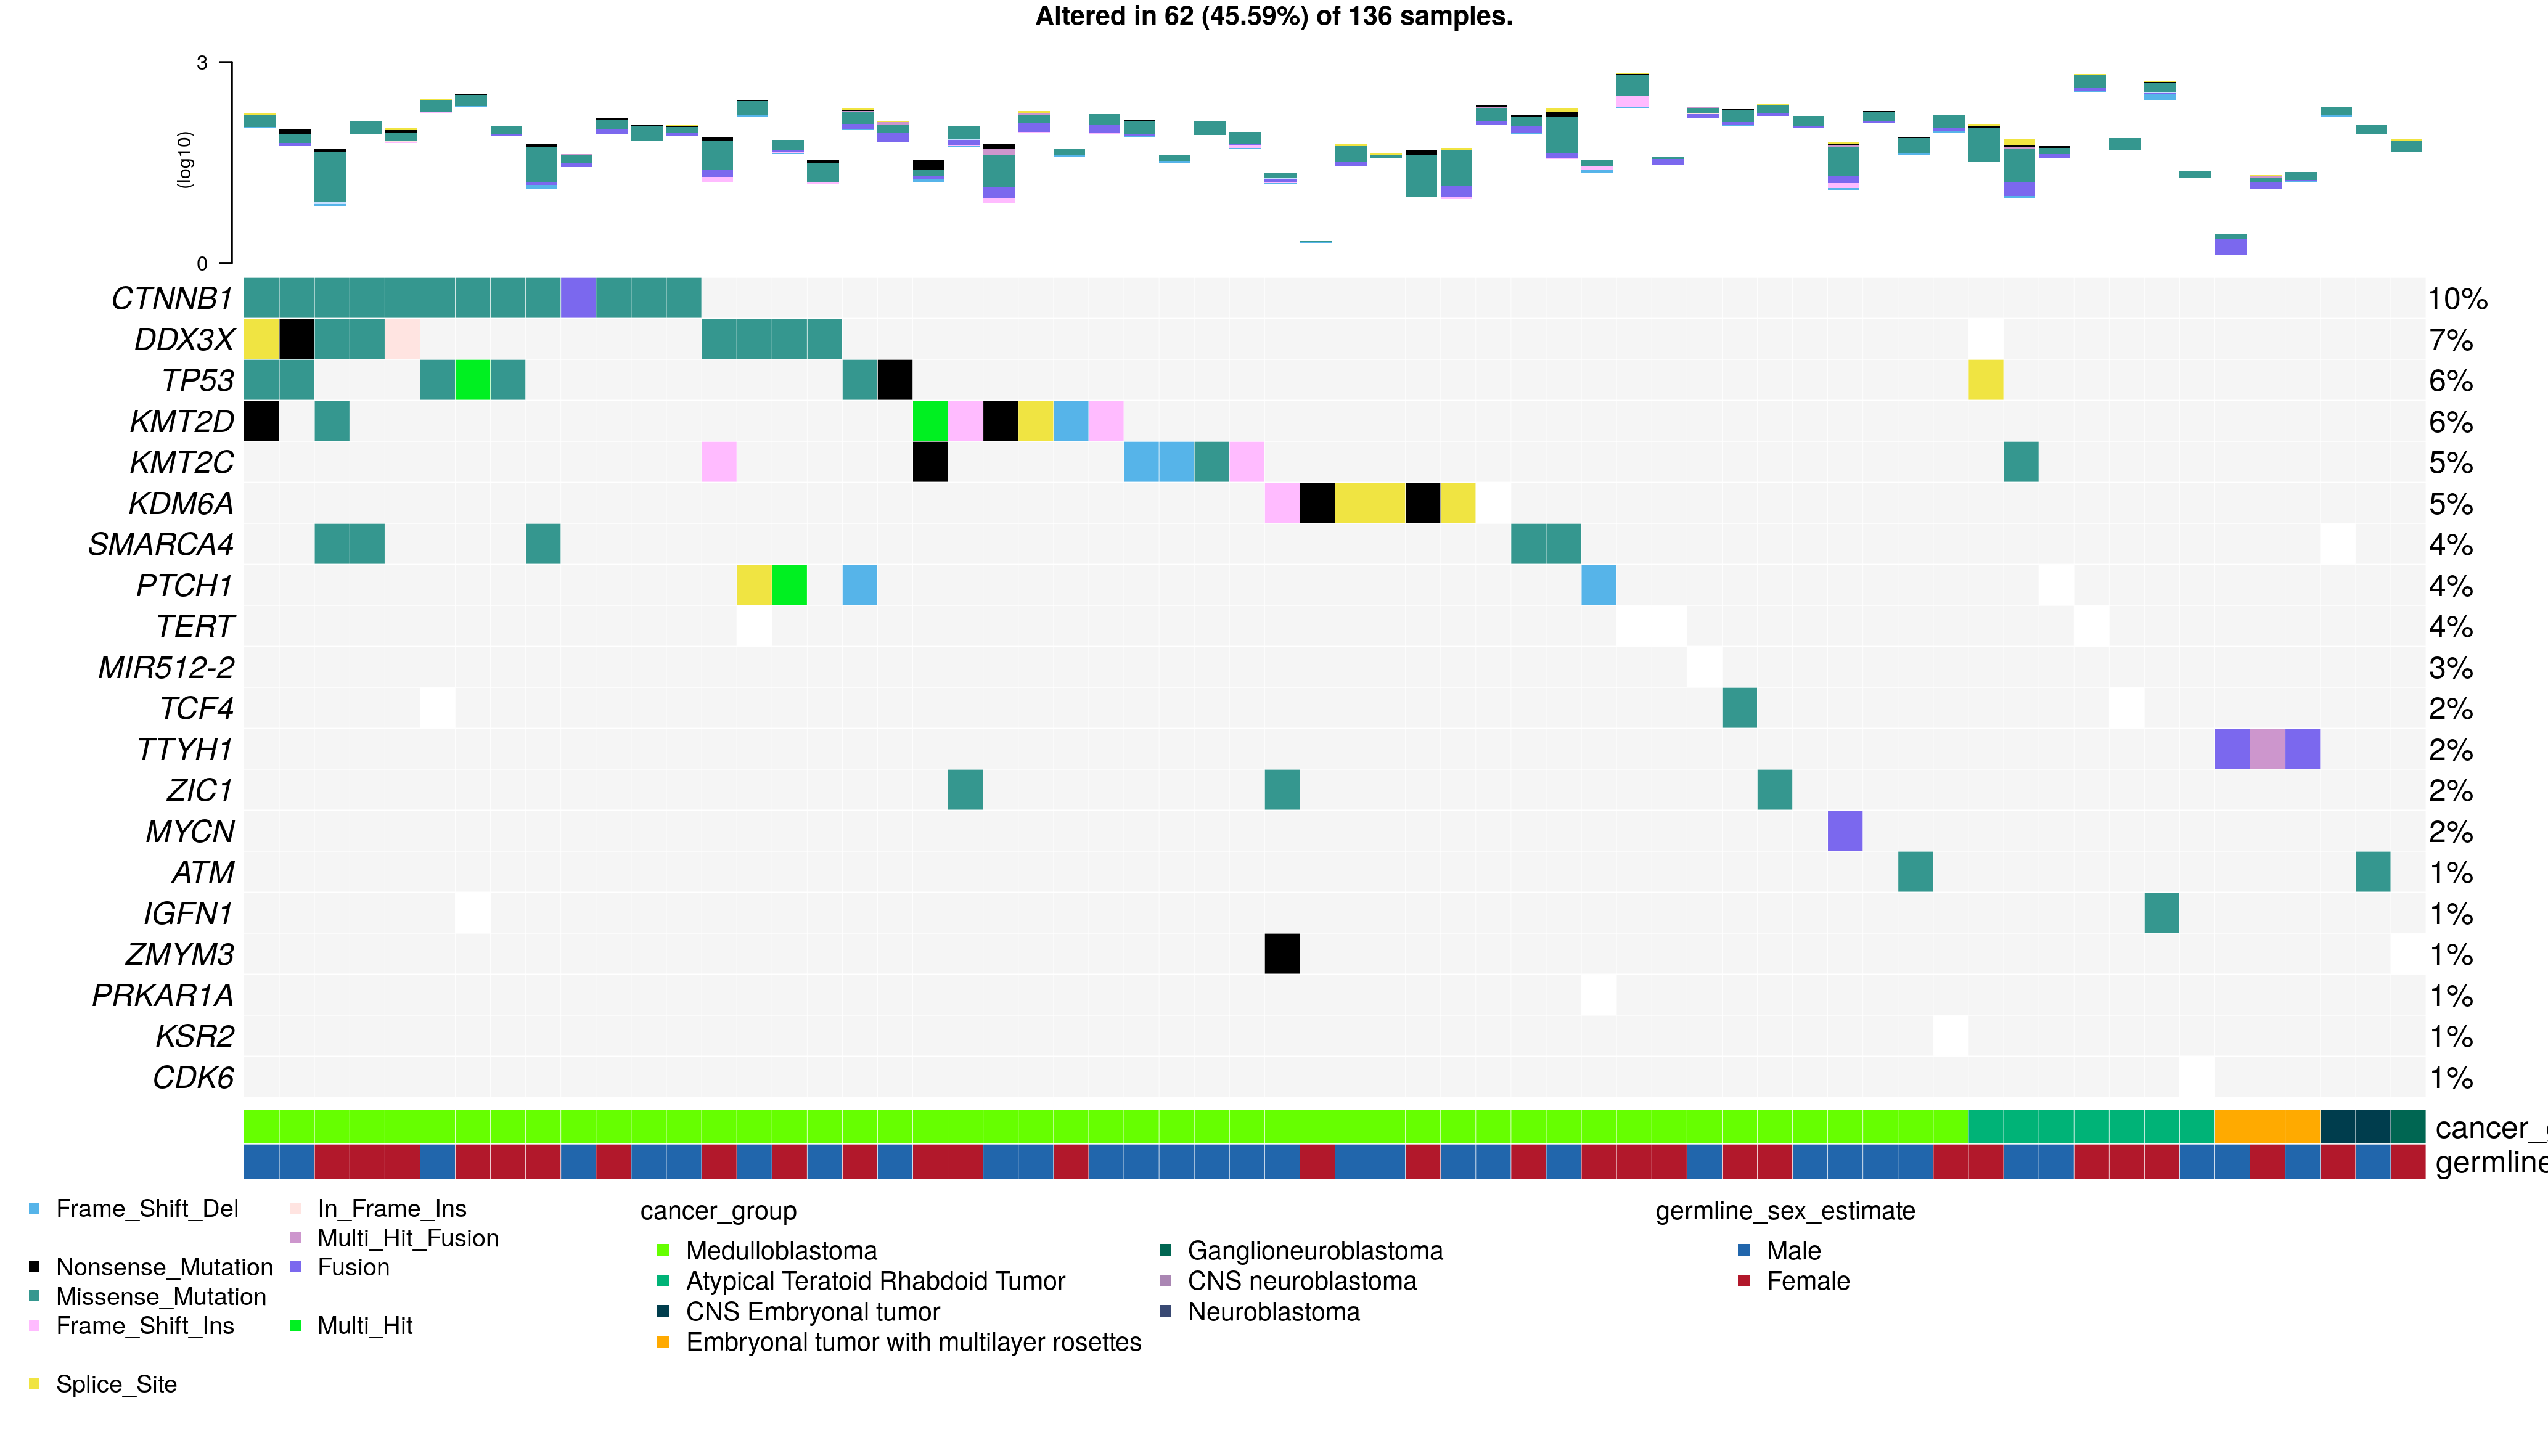 Altered in 62 (45.59%) of 136 samples.
3
(log10)
0
CTNNB1 10%
DDX3X 7%
TP53 6%
KMT2D 6%
KMT2C 5%
KDM6A 5%
SMARCA4 4%
PTCH1 4%
TERT 4%
MIR512-2 3%
TCF4 2%
TTYH1 2%
ZIC1 2%
MYCN 2%
ATM 1%
IGFN1 1%
ZMYM3 1%
PRKAR1A 1%
KSR2 1%
CDK6 1%
cancer_
germline
Frame_Shift_Del
Nonsense_Mutation
Missense_Mutation
Frame_Shift_Ins
Splice_Site
In_Frame_Ins
Multi_Hit_Fusion
Fusion
Multi_Hit
cancer_group
Medulloblastoma
Atypical Teratoid Rhabdoid Tumor
CNS Embryonal tumor
Embryonal tumor with multilayer rosettes
Ganglioneuroblastoma
CNS neuroblastoma
Neuroblastoma
germline_sex_estimate
Male
Female